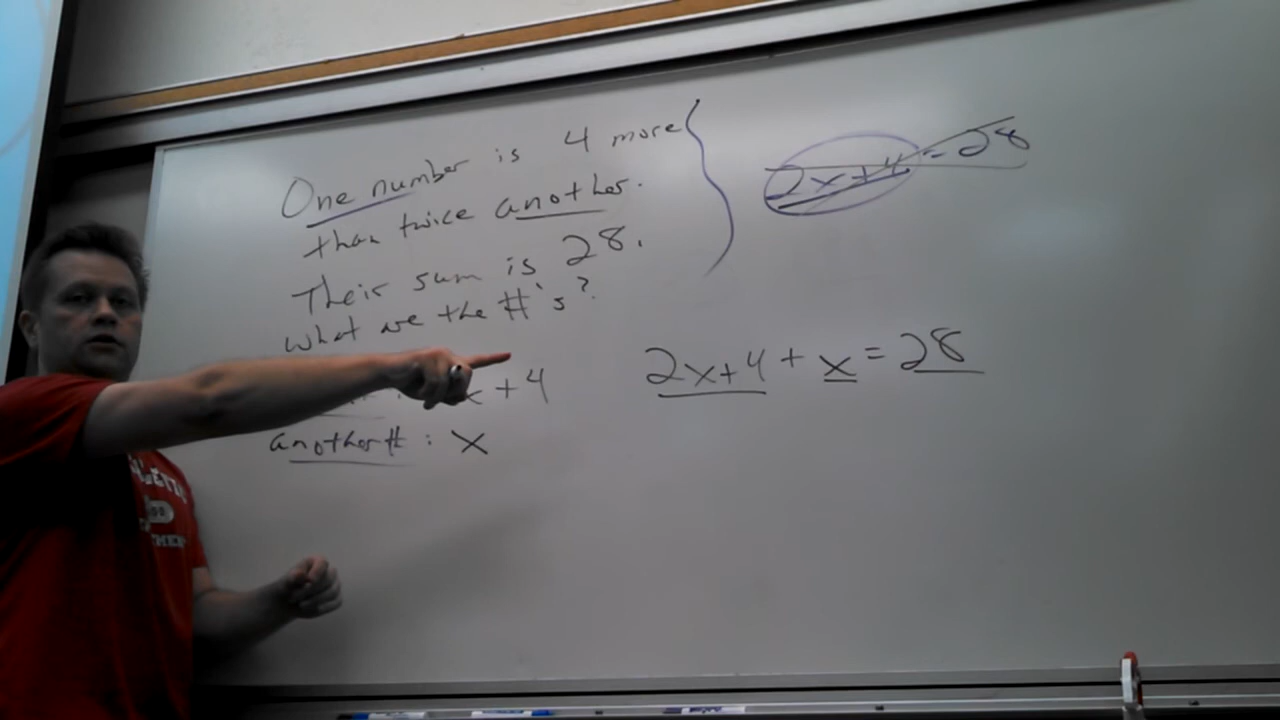 One number is 4 more
than twice another.
Their sum is 28.
What are the #'s?
x + 4
another # : x
2x+4 = 28
2x+4 + x = 28